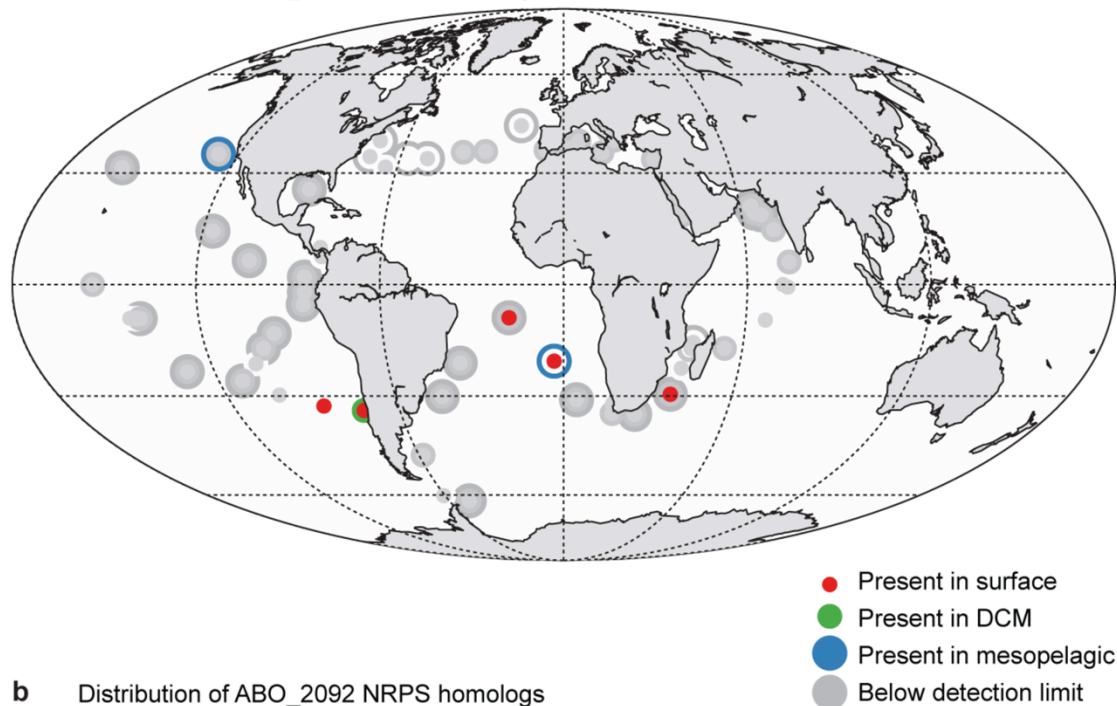 Present in surface
Present in DCM
Present in mesopelagic
Below detection limit
b Distribution of ABO_2092 NRPS homologs